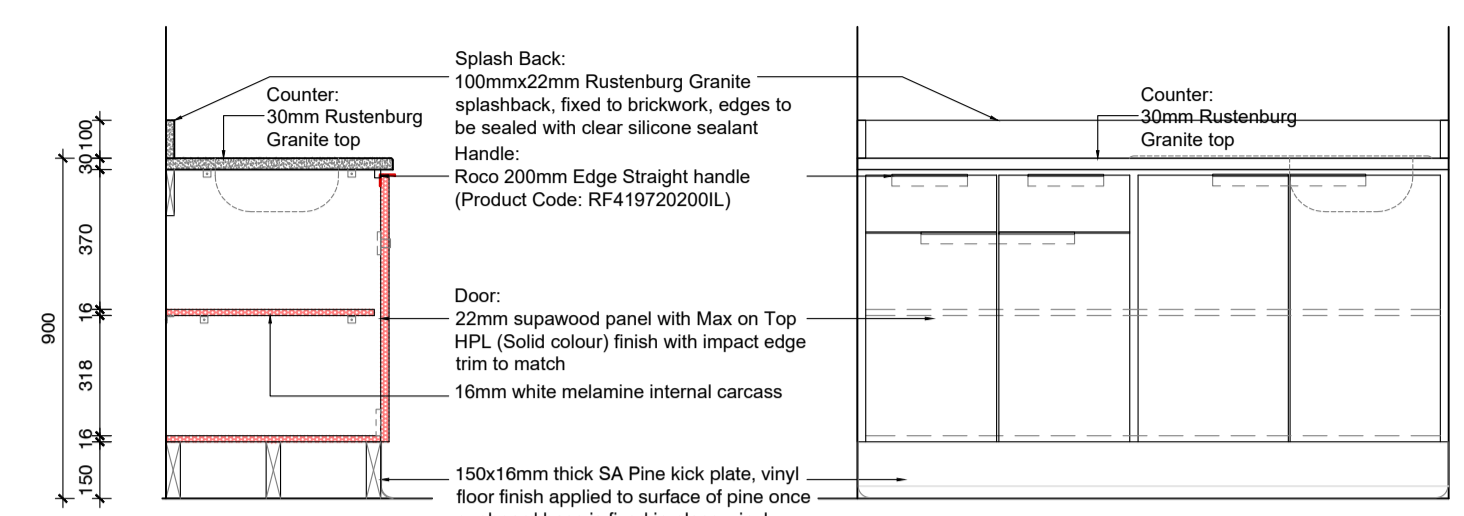 Splash Back:
100mmx22mm Rustenburg Granite
splashback, fixed to brickwork, edges to
be sealed with clear silicone sealant
Counter:
30mm Rustenburg
Granite top
Counter:
30mm Rustenburg
Granite top
Handle:
Roco 200mm Edge Straight handle
(Product Code: RF419720200IL)
Door:
22mm supawood panel with Max on Top
HPL (Solid colour) finish with impact edge
trim to match
16mm white melamine internal carcass
150x16mm thick SA Pine kick plate, vinyl
floor finish applied to surface of pine once
100
30
370
16
318
16
150
900